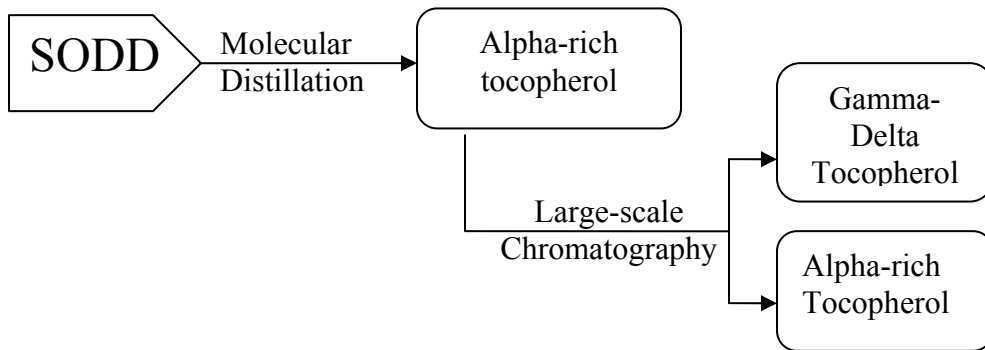 SODD
Molecular
Distillation
Alpha-rich
tocopherol
Gamma-
Delta
Tocopherol
Large-scale
Chromatography
Alpha-rich
Tocopherol